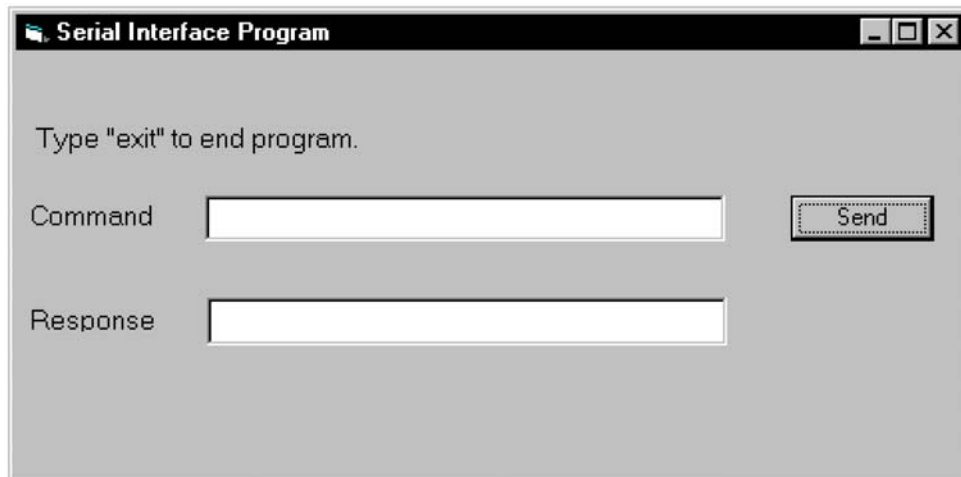 Serial Interface Program
Type "exit" to end program.
Command
Send
Response